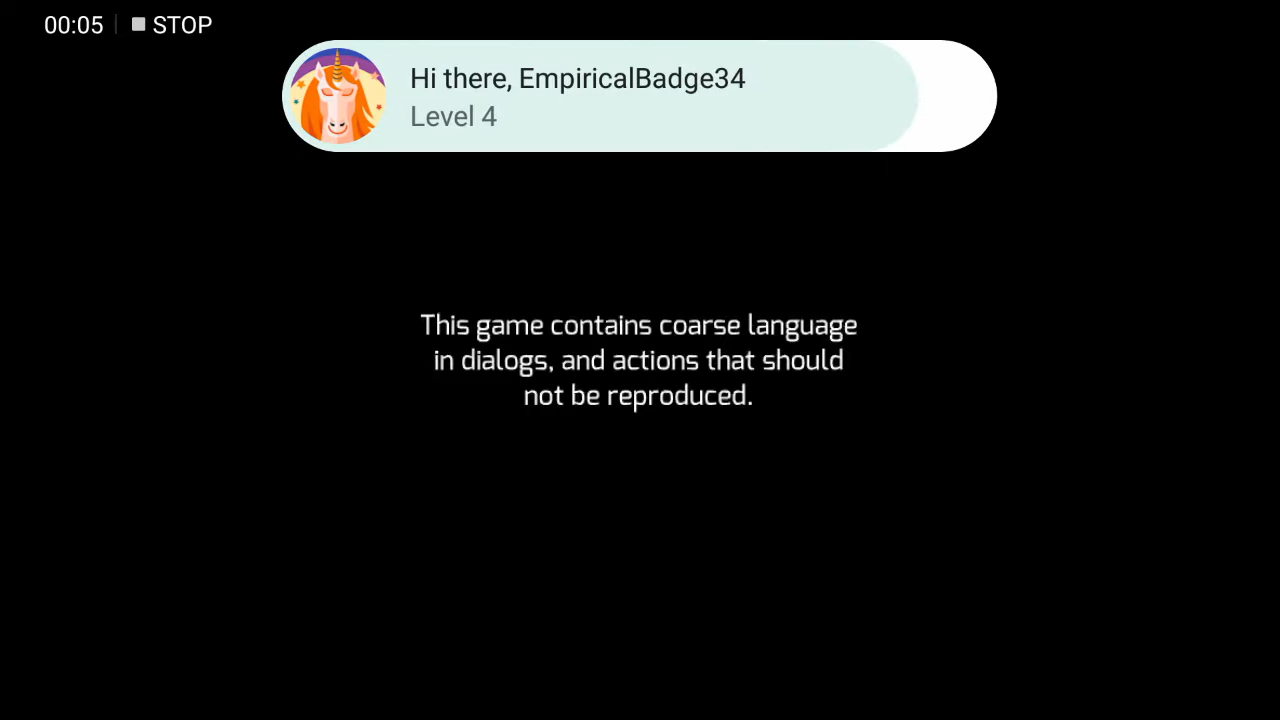 00:05 STOP
Hi there, EmpiricalBadge34
Level 4
This game contains coarse language
in dialogs, and actions that should
not be reproduced.